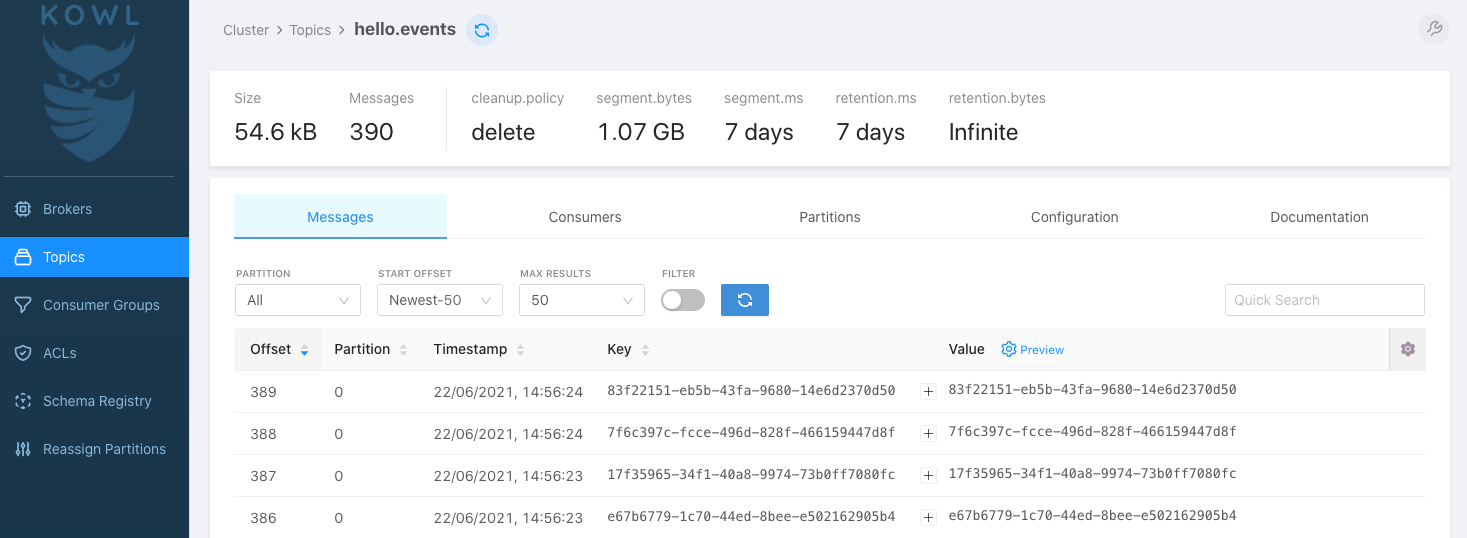 KOWL
Brokers
Topics
Consumer Groups
ACLs
Schema Registry
Reassign Partitions
Cluster > Topics > hello.events
Size Messages cleanup.policy segment.bytes segment.ms retention.ms retention.bytes
54.6 kB 390 delete 1.07 GB 7 days 7 days Infinite
Messages Consumers Partitions Configuration Documentation
PARTITION START OFFSET MAX RESULTS FILTER
All Newest-50 50 Quick Search
Offset Partition Timestamp Key Value Preview
389 0 22/06/2021, 14:56:24 83f22151-eb5b-43fa-9680-14e6d2370d50 + 83f22151-eb5b-43fa-9680-14e6d2370d50
388 0 22/06/2021, 14:56:24 7f6c397c-fcce-496d-828f-466159447d8f + 7f6c397c-fcce-496d-828f-466159447d8f
387 0 22/06/2021, 14:56:23 17f35965-34f1-40a8-9974-73b0ff7080fc + 17f35965-34f1-40a8-9974-73b0ff7080fc
386 0 22/06/2021, 14:56:23 e67b6779-1c70-44ed-8bee-e502162905b4 + e67b6779-1c70-44ed-8bee-e502162905b4